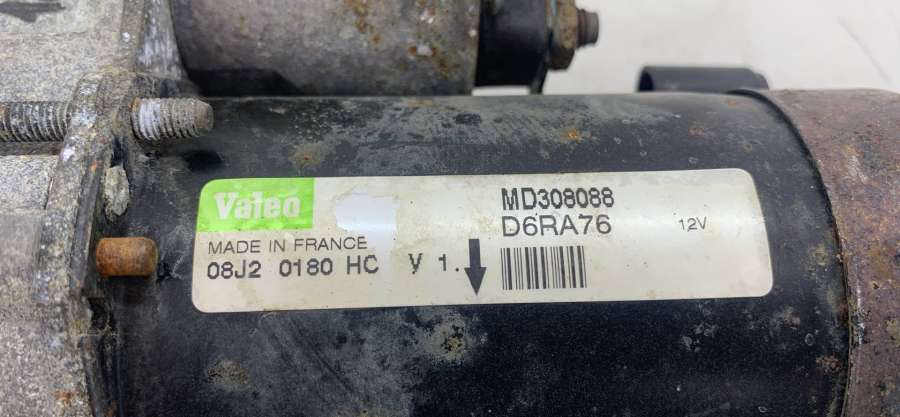 Valeo
MADE IN FRANCE
08J2 0180 HC y 1.
MD308088
D6RA76
12V